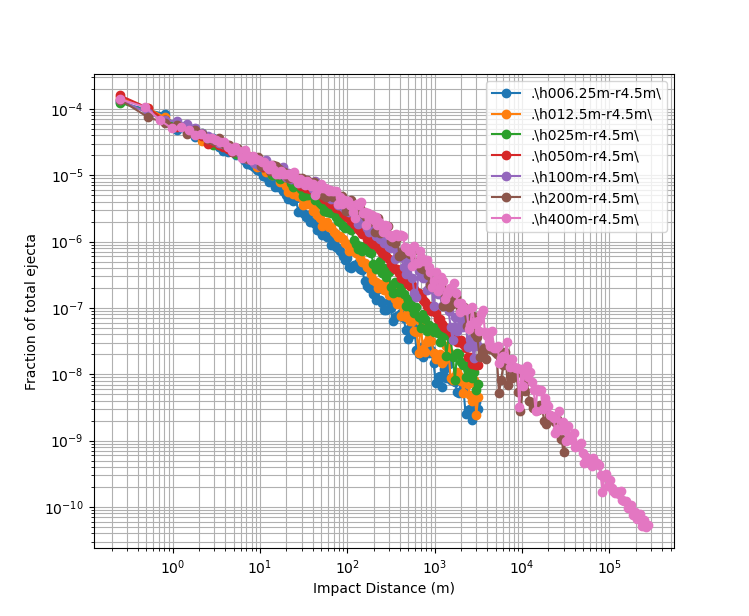 .\h006.25m-r4.5m\
.\h012.5m-r4.5m\
.\h025m-r4.5m\
.\h050m-r4.5m\
.\h100m-r4.5m\
.\h200m-r4.5m\
.\h400m-r4.5m\
Fraction of total ejecta
10⁻⁴
10⁻⁵
10⁻⁶
10⁻⁷
10⁻⁸
10⁻⁹
10⁻¹⁰
10⁰ 10¹ 10² 10³ 10⁴ 10⁵
Impact Distance (m)